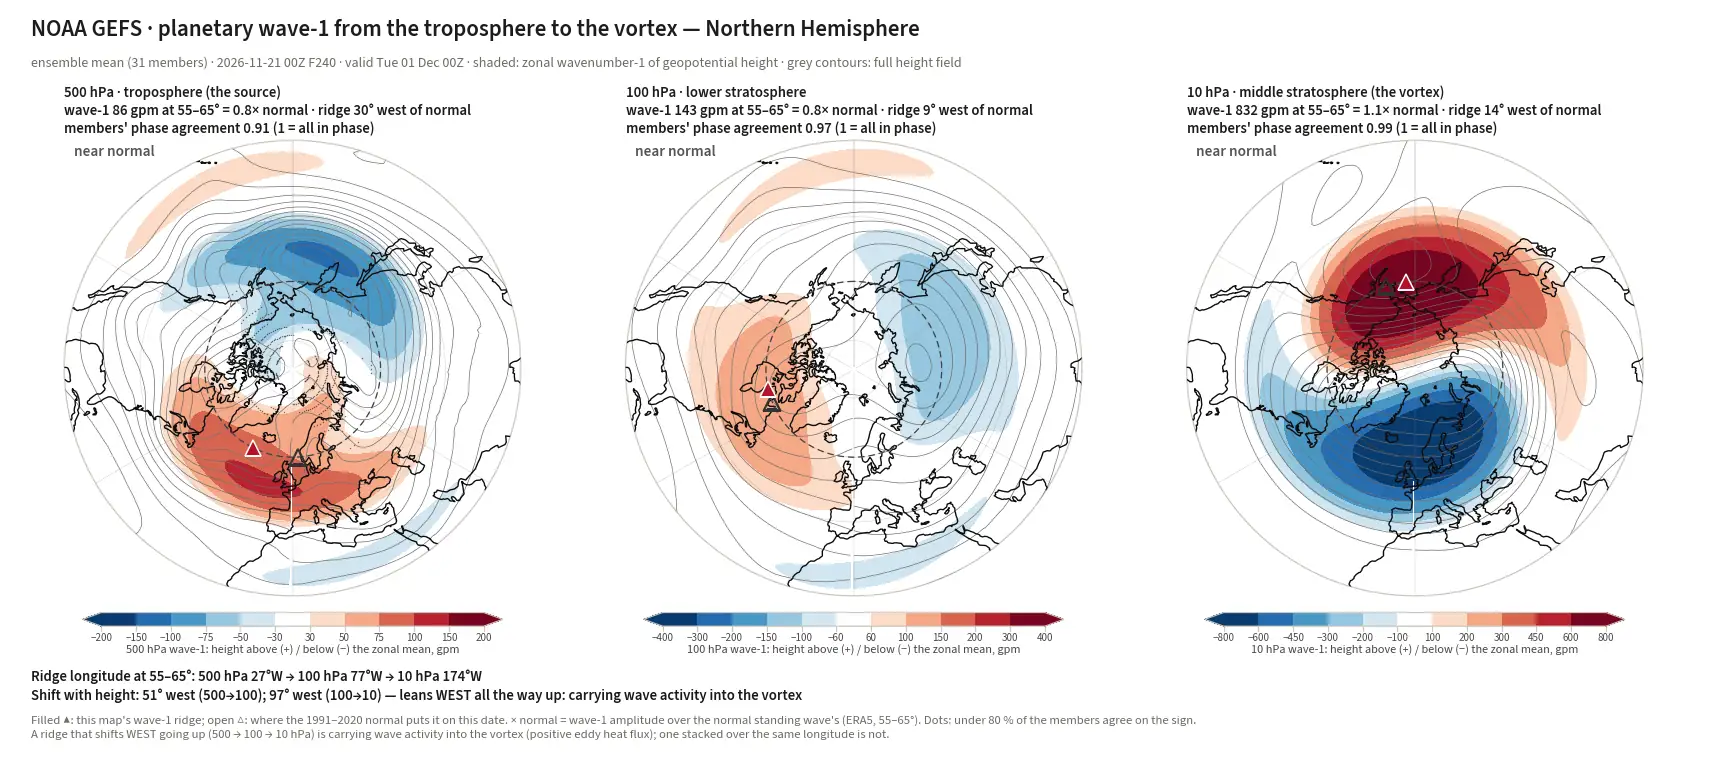 NOAA GEFS · planetary wave-1 from the troposphere to the vortex — Northern Hemisphere
ensemble mean (31 members) · 2026-11-21 00Z F240 · valid Tue 01 Dec 00Z · shaded: zonal wavenumber-1 of geopotential height · grey contours: full height field
500 hPa · troposphere (the source)
wave-1 86 gpm at 55–65° = 0.8× normal · ridge 30° west of normal
members' phase agreement 0.91 (1 = all in phase)
near normal
100 hPa · lower stratosphere
wave-1 143 gpm at 55–65° = 0.8× normal · ridge 9° west of normal
members' phase agreement 0.97 (1 = all in phase)
near normal
10 hPa · middle stratosphere (the vortex)
wave-1 832 gpm at 55–65° = 1.1× normal · ridge 14° west of normal
members' phase agreement 0.99 (1 = all in phase)
near normal
−200 −150 −100 −75 −50 −30 30 50 75 100 150 200
500 hPa wave-1: height above (+) / below (−) the zonal mean, gpm
−400 −300 −200 −150 −100 −60 60 100 150 200 300 400
100 hPa wave-1: height above (+) / below (−) the zonal mean, gpm
−800 −600 −450 −300 −200 −100 100 200 300 450 600 800
10 hPa wave-1: height above (+) / below (−) the zonal mean, gpm
Ridge longitude at 55–65°: 500 hPa 27°W → 100 hPa 77°W → 10 hPa 174°W
Shift with height: 51° west (500→100); 97° west (100→10) — leans WEST all the way up: carrying wave activity into the vortex
Filled ▲: this map's wave-1 ridge; open △: where the 1991–2020 normal puts it on this date. × normal = wave-1 amplitude over the normal standing wave's (ERA5, 55–65°). Dots: under 80 % of the members agree on the sign.
A ridge that shifts WEST going up (500 → 100 → 10 hPa) is carrying wave activity into the vortex (positive eddy heat flux); one stacked over the same longitude is not.